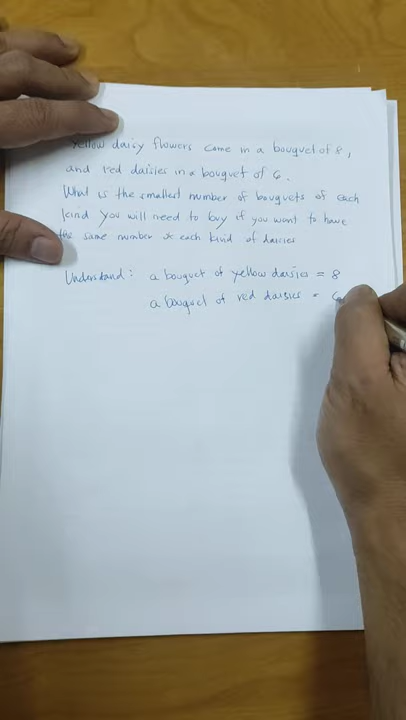 Yellow daisy flowers come in a bouquet of 8,
and red daisies in a bouquet of 6.
What is the smallest number of bouquets of each
kind you will need to buy if you want to have
the same number of each kind of daisies
Understand: a bouquet of yellow daisies = 8
a bouquet of red daisies = 6